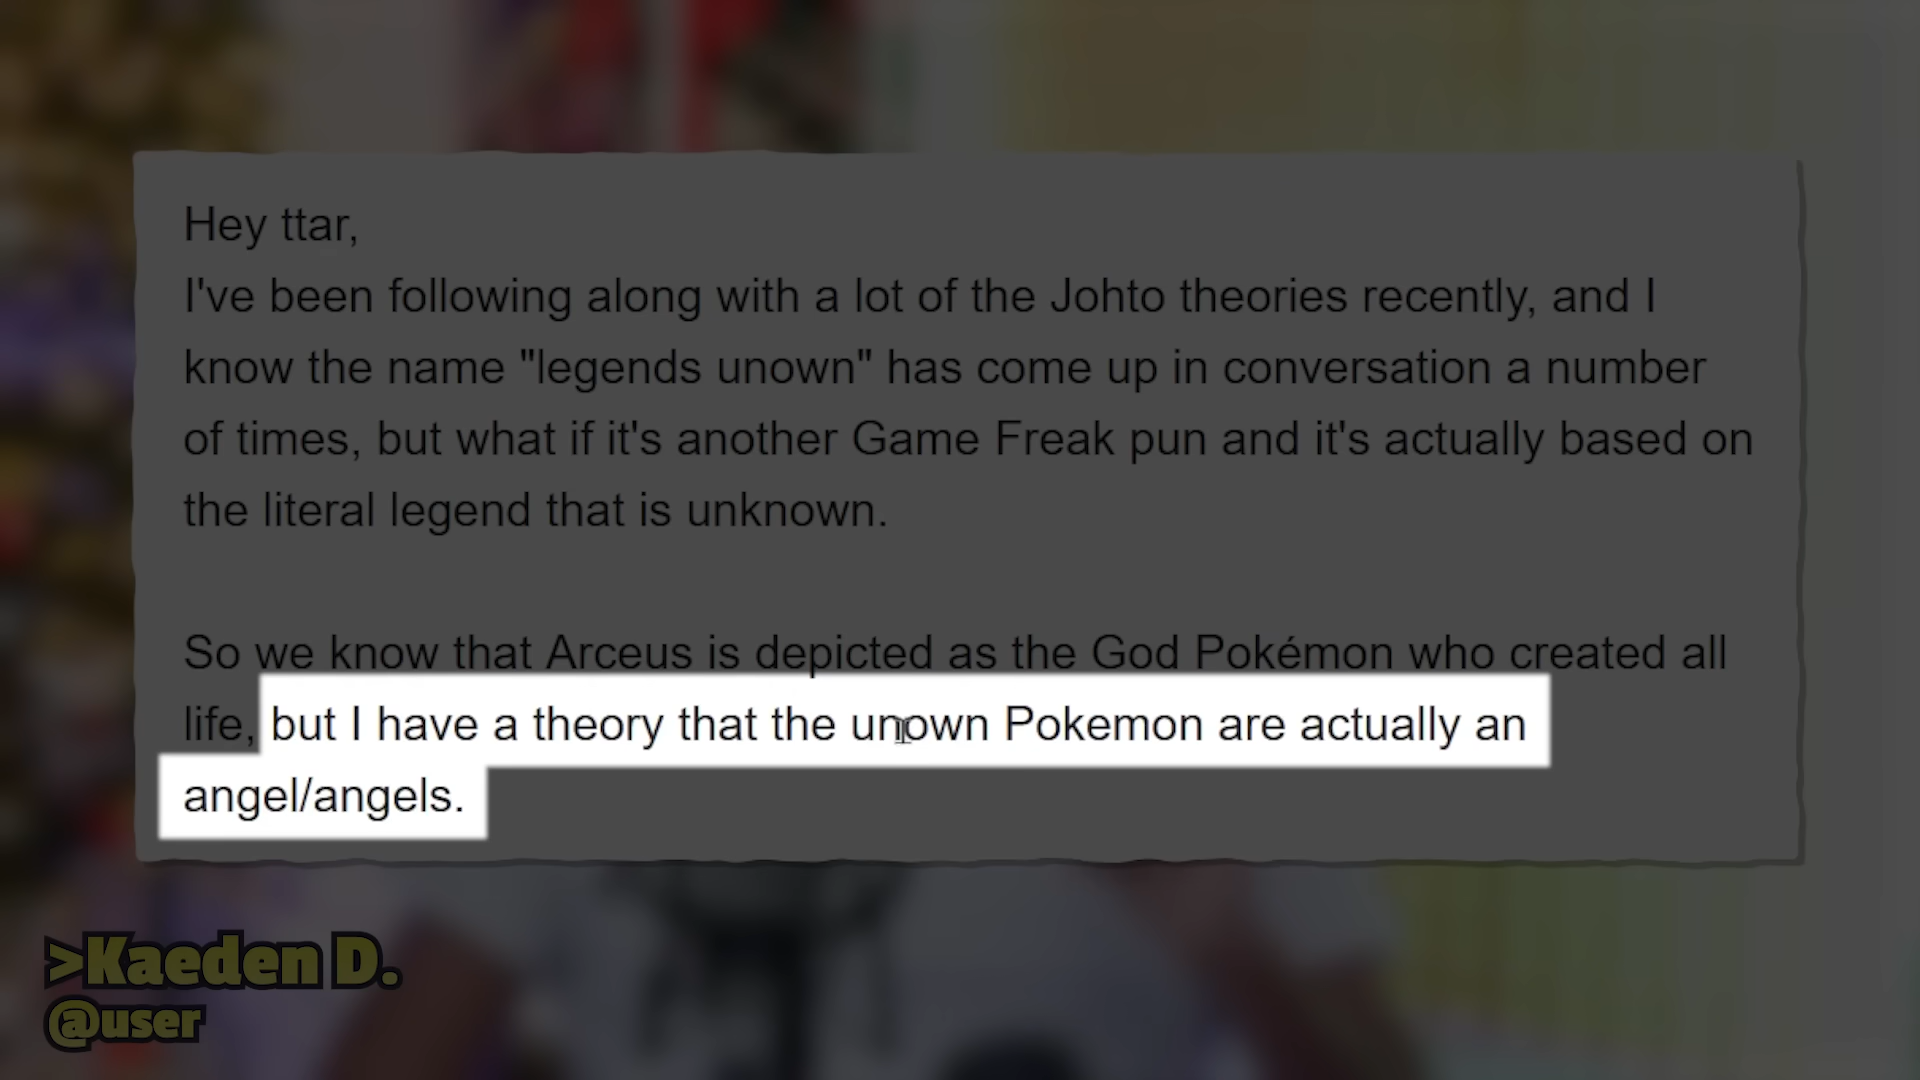 Hey ttar,
I've been following along with a lot of the Johto theories recently, and I
know the name "legends unown" has come up in conversation a number
of times, but what if it's another Game Freak pun and it's actually based on
the literal legend that is unknown.
So we know that Arceus is depicted as the God Pokémon who created all
life, but I have a theory that the unown Pokemon are actually an
angel/angels.
>Kaeden D.
@user